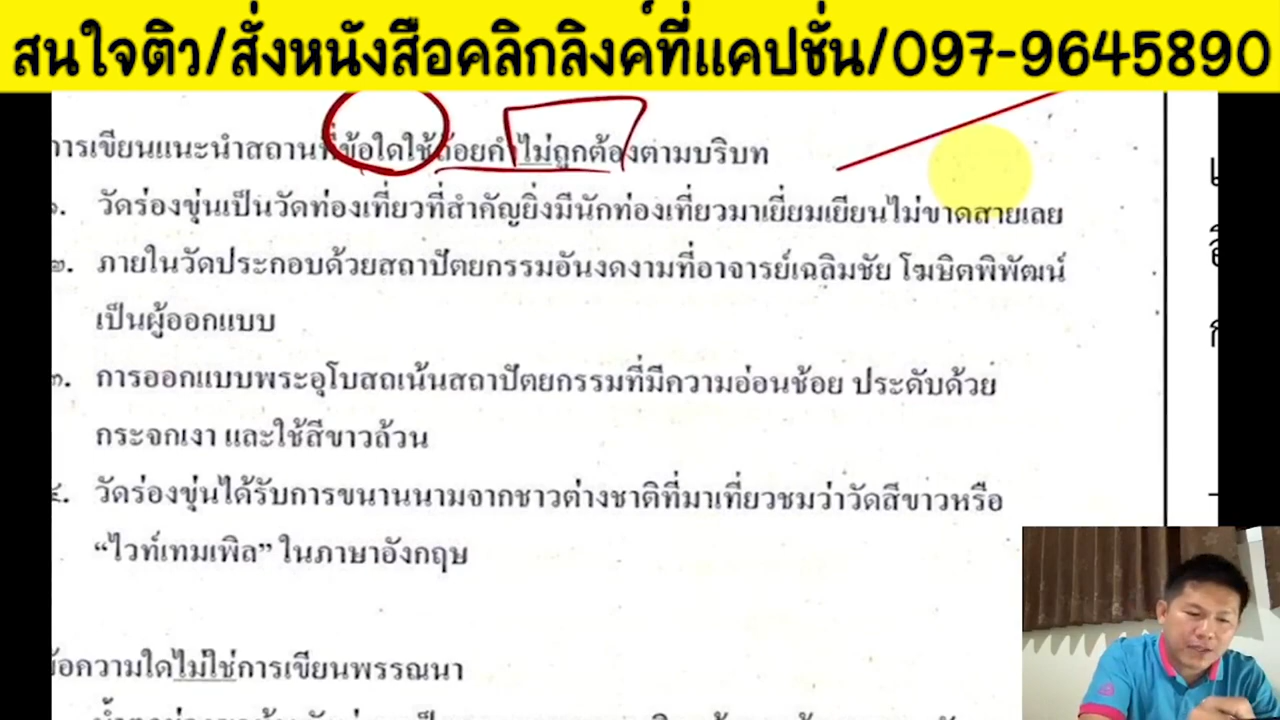 สนใจติว/สั่งหนังสือคลิกลิงค์ที่แคปชั่น/097-9645890
การเขียนแนะนำสถานที่ข้อใดใช้ถ้อยคำไม่ถูกต้องตามบริบท
๑. วัดร่องขุ่นเป็นวัดท่องเที่ยวที่สำคัญยิ่งมีนักท่องเที่ยวมาเยี่ยมเยียนไม่ขาดสายเลย
๒. ภายในวัดประกอบด้วยสถาปัตยกรรมอันงดงามที่อาจารย์เฉลิมชัย โฆษิตพิพัฒน์
เป็นผู้ออกแบบ
๓. การออกแบบพระอุโบสถเน้นสถาปัตยกรรมที่มีความอ่อนช้อย ประดับด้วย
กระจกเงา และใช้สีขาวล้วน
๔. วัดร่องขุ่นได้รับการขนานนามจากชาวต่างชาติที่มาเที่ยวชมว่าวัดสีขาวหรือ
“ไวท์เทมเพิล” ในภาษาอังกฤษ
ข้อความใดไม่ใช่การเขียนพรรณนา